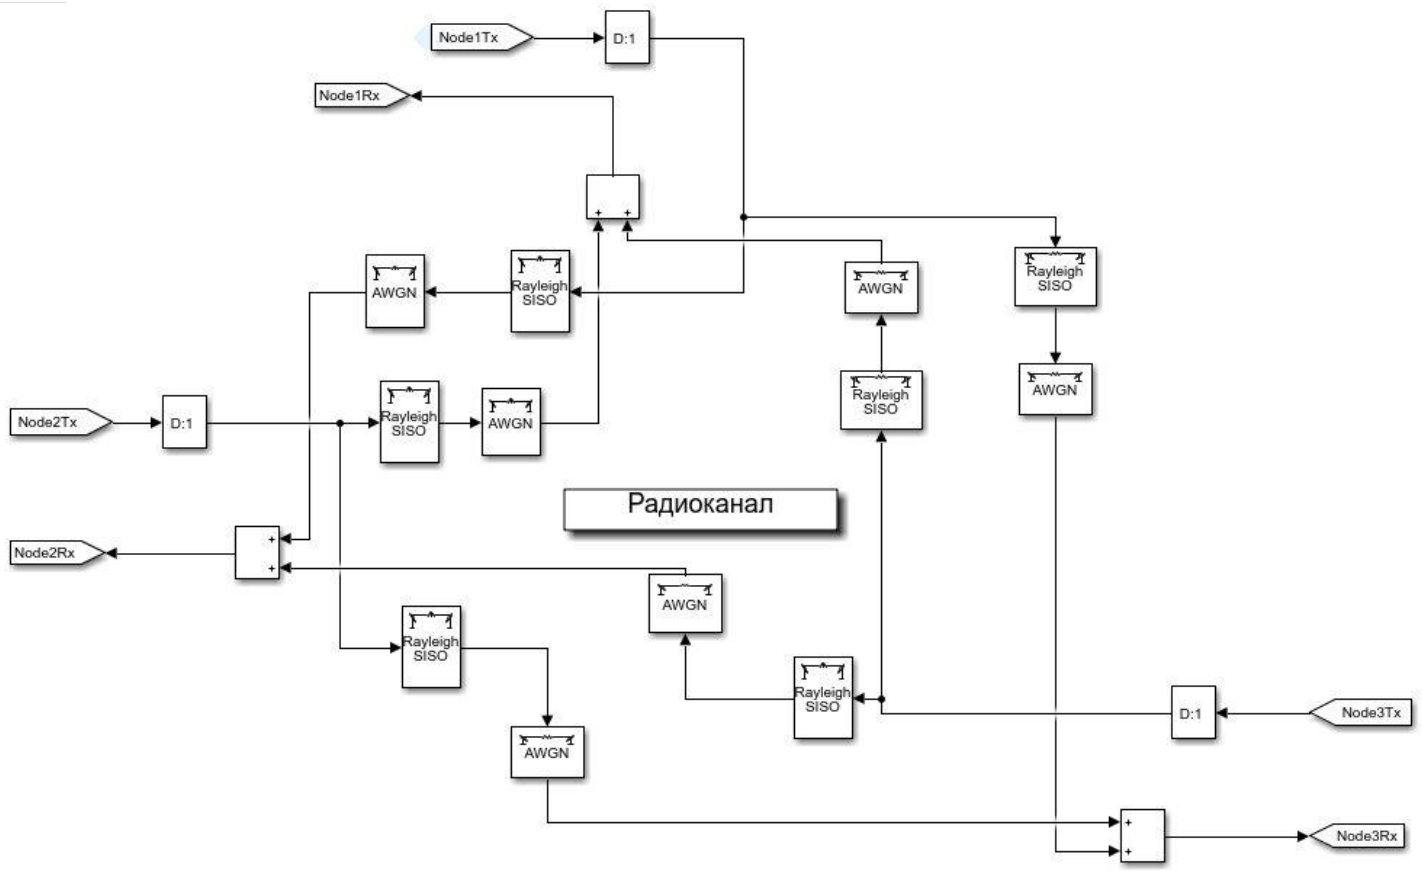 Node1Tx
D:1
Node1Rx
+ +
AWGN
Rayleigh
SISO
AWGN
Rayleigh
SISO
Rayleigh
SISO
AWGN
Node2Tx
D:1
Rayleigh
SISO
AWGN
Радиоканал
Node2Rx
+
+
AWGN
Rayleigh
SISO
Rayleigh
SISO
D:1
Node3Tx
AWGN
+
+
Node3Rx